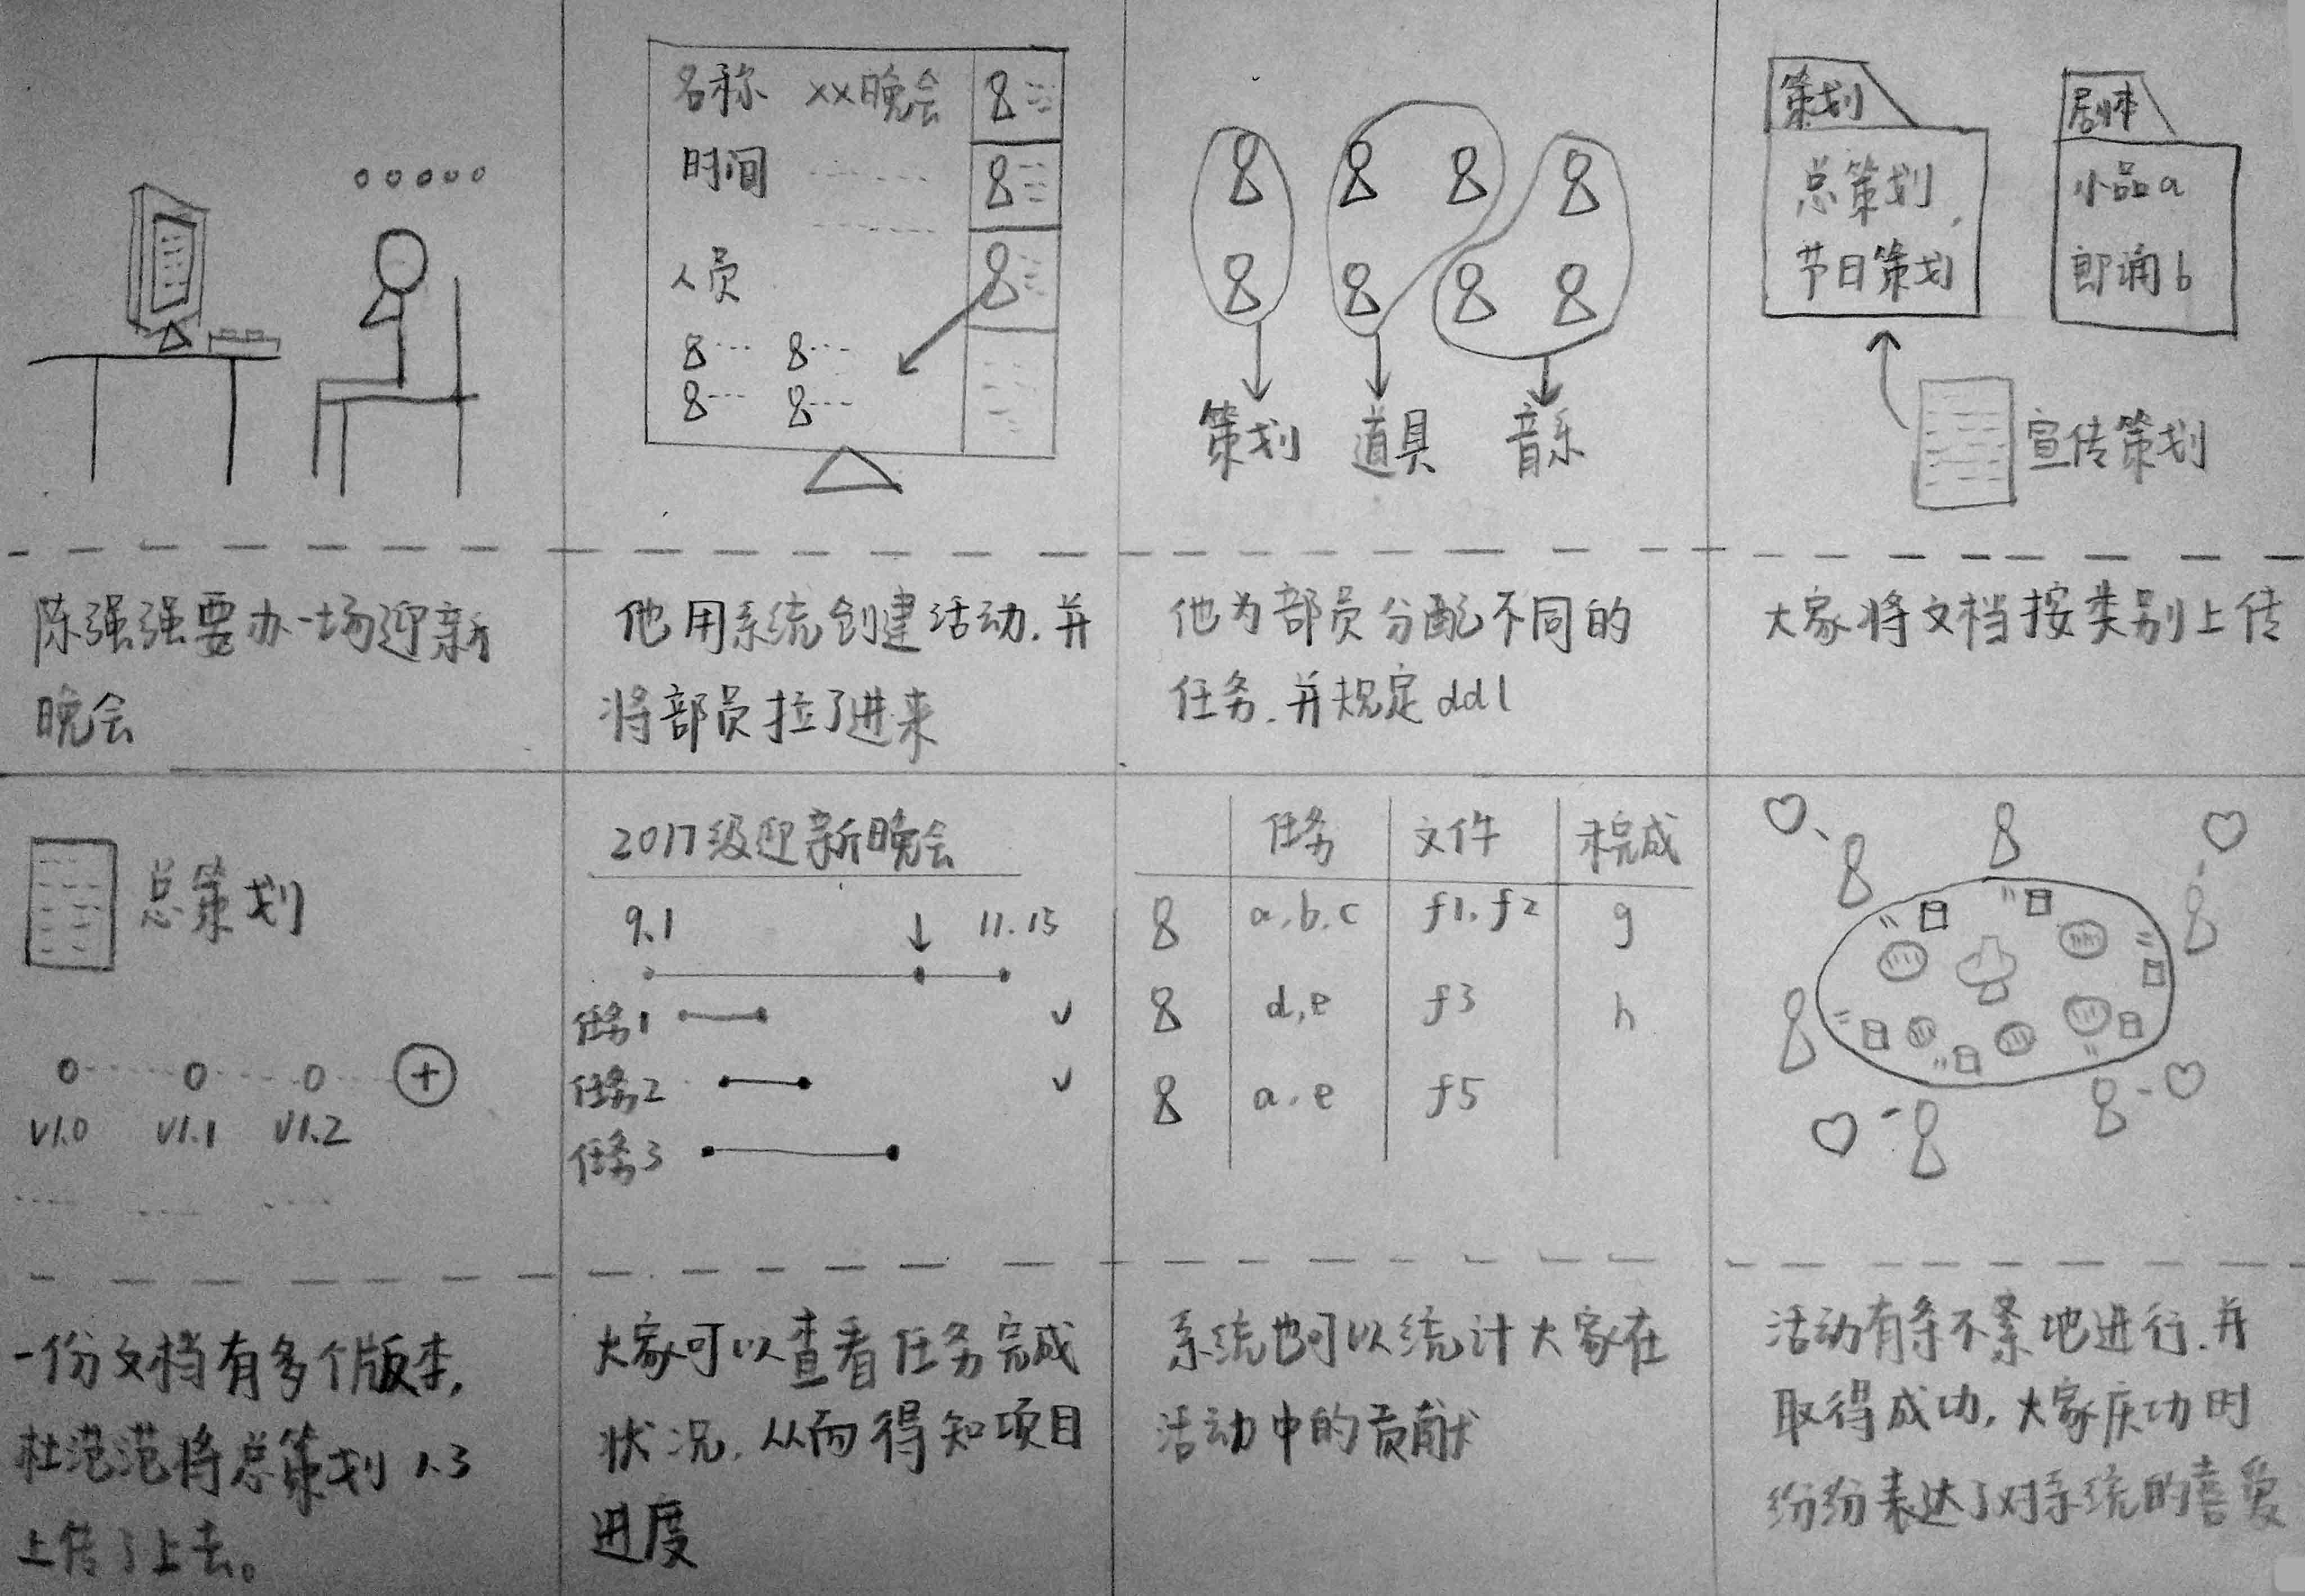 名称 xx晚会
时间
人员
策划 道具 音乐
策划
总策划
节目策划
剧本
小品a
朗诵b
宣传策划
陈强强要办一场迎新
晚会
他用系统创建活动,并
将部员拉了进来
他为部员分配不同的
任务,并规定ddl
大家将文档按类别上传
总策划
v1.0 v1.1 v1.2
2017级迎新晚会
9.1 11.15
任务1
任务2
任务3
任务 文件 未完成
a,b,c f1,f2 g
d,e f3 h
a,e f5
一份文档有多个版本,
杜范范将总策划1.3
上传了上去。
大家可以查看任务完成
状况,从而得知项目
进度
系统也可以统计大家在
活动中的贡献
活动有条不紊地进行,并
取得成功,大家庆功时
纷纷表达了对系统的喜爱